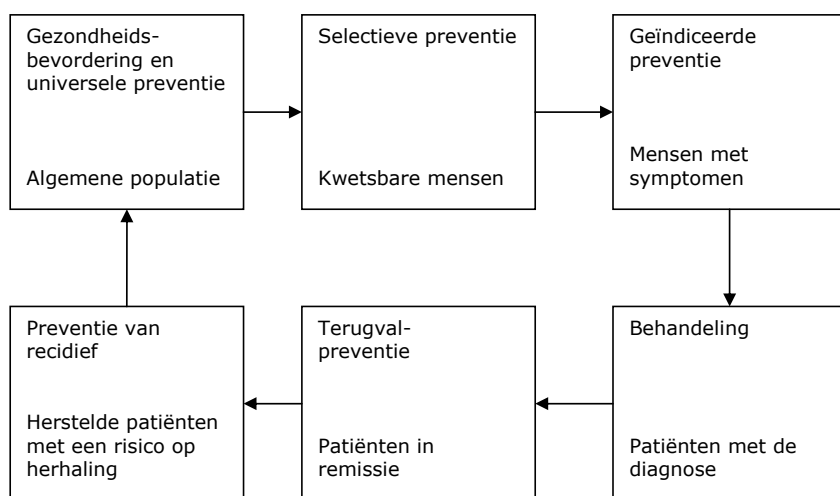 Gezondheids-
bevordering en
universele preventie
Algemene populatie
Selectieve preventie
Kwetsbare mensen
Geïndiceerde
preventie
Mensen met
symptomen
Preventie van
recidief
Herstelde patiënten
met een risico op
herhaling
Terugval-
preventie
Patiënten in
remissie
Behandeling
Patiënten met de
diagnose